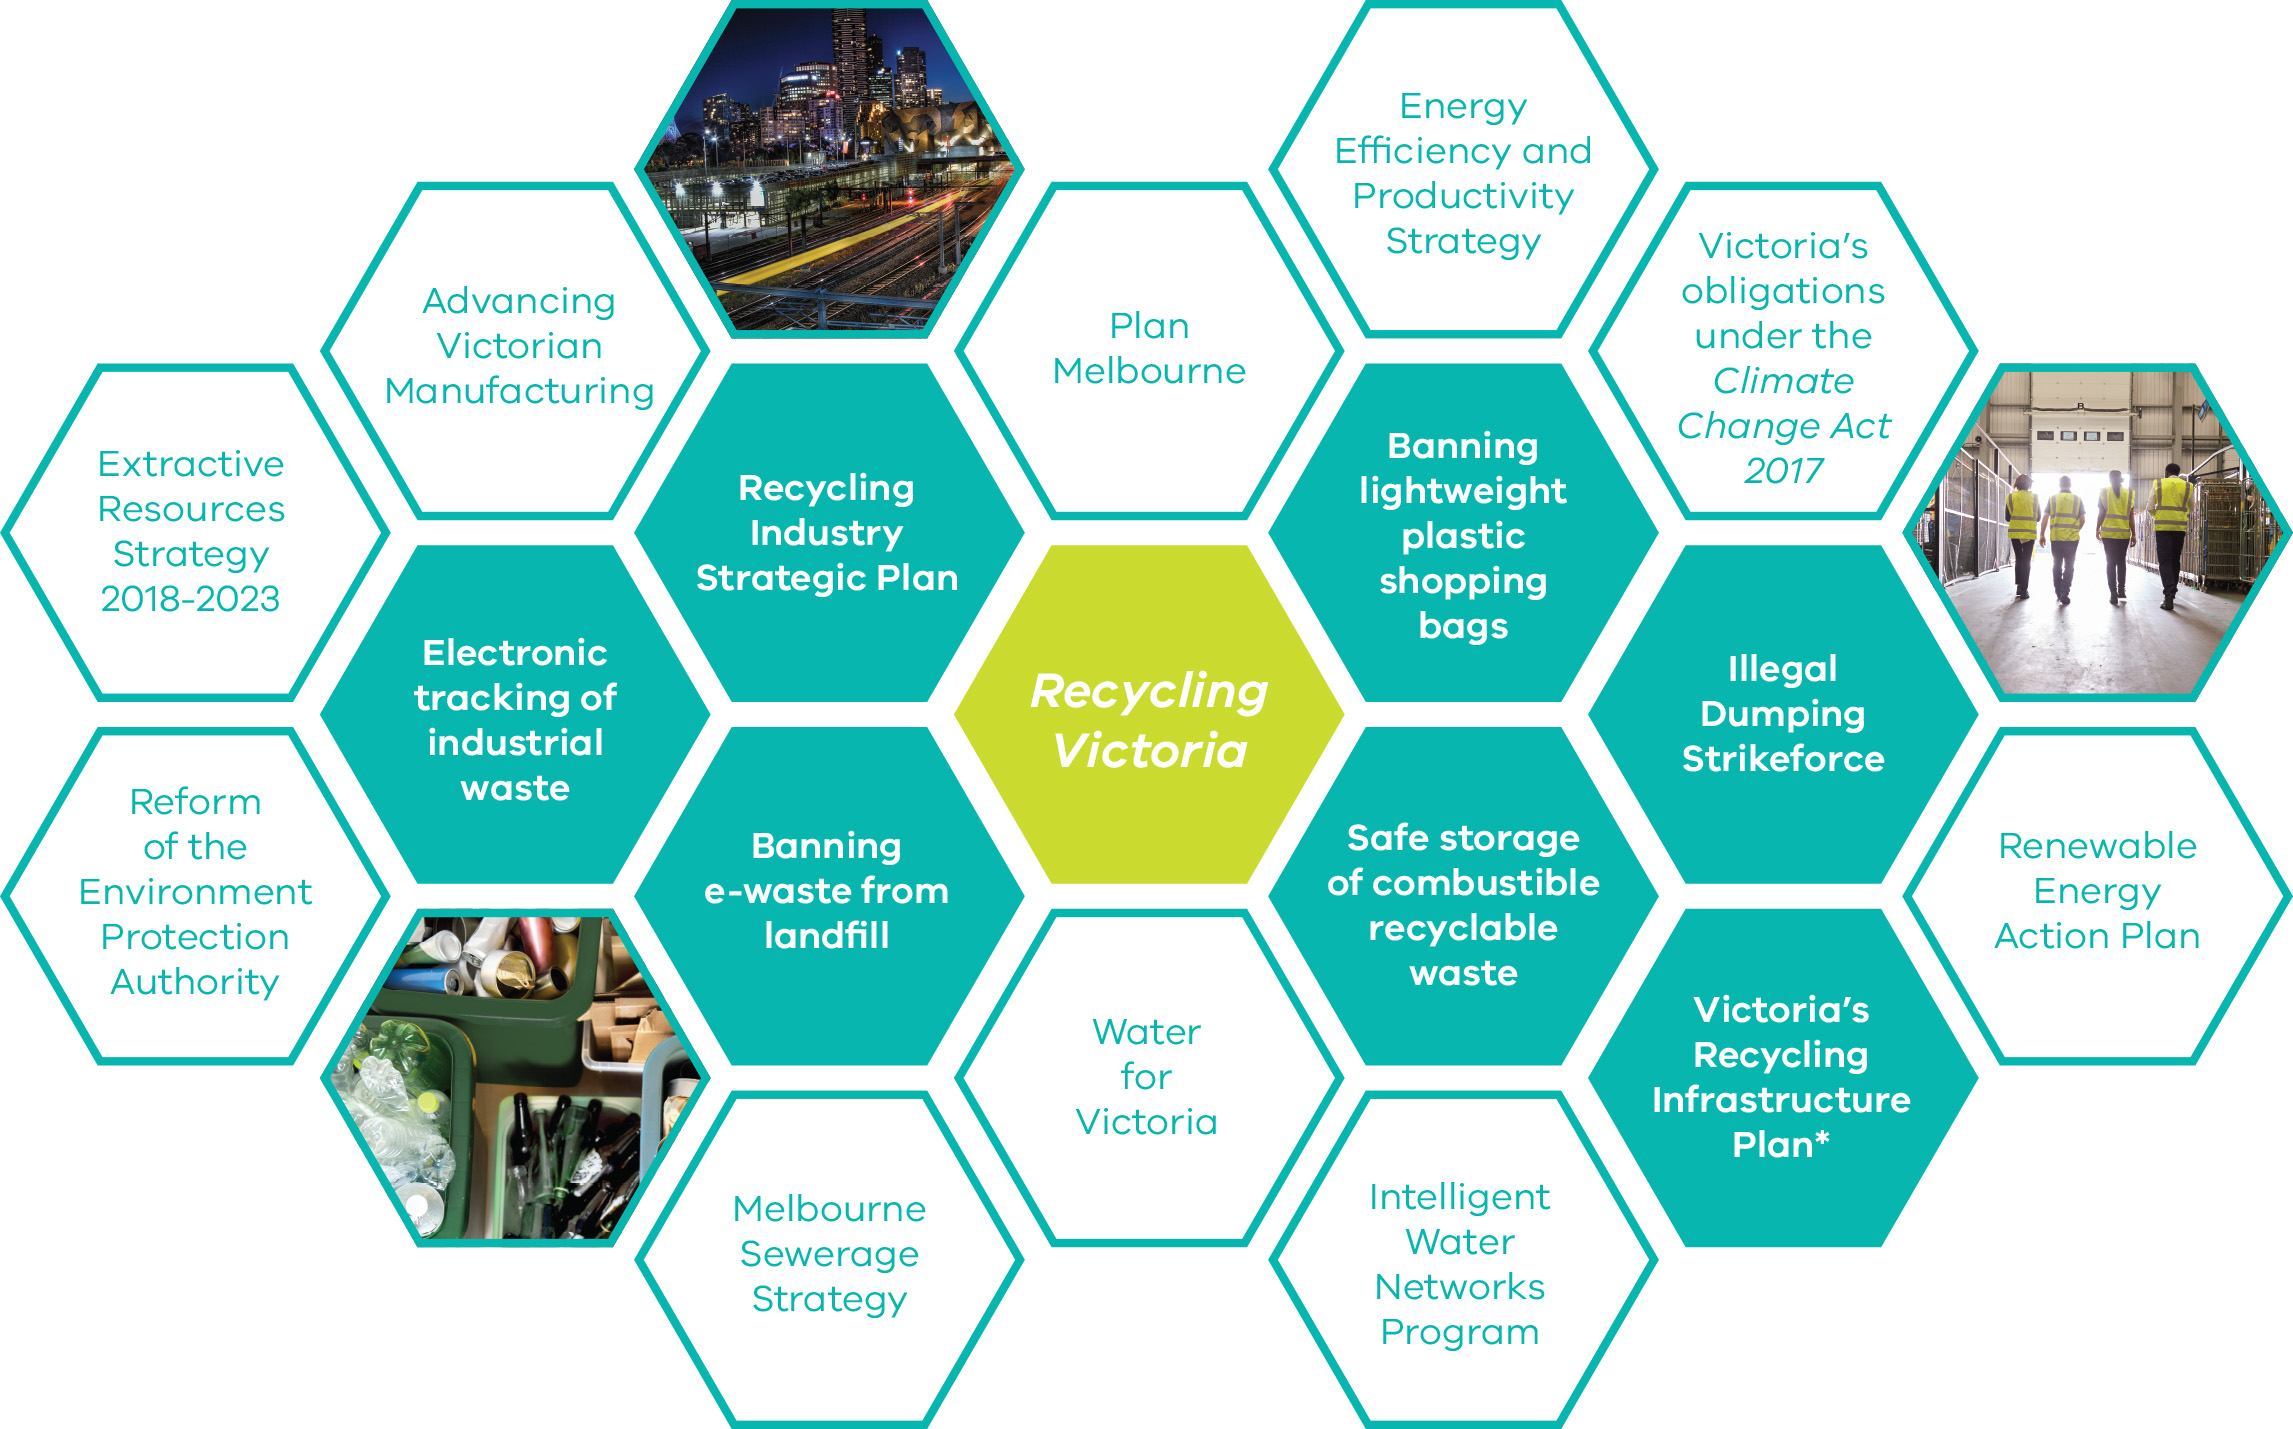 Energy
Efficiency and
Productivity
Strategy
Advancing
Victorian
Manufacturing
Plan
Melbourne
Victoria’s
obligations
under the
Climate
Change Act
2017
Extractive
Resources
Strategy
2018-2023
Recycling
Industry
Strategic Plan
Banning
lightweight
plastic
shopping
bags
Electronic
tracking of
industrial
waste
Recycling
Victoria
Illegal
Dumping
Strikeforce
Reform
of the
Environment
Protection
Authority
Banning
e-waste from
landfill
Safe storage
of combustible
recyclable
waste
Renewable
Energy
Action Plan
Water
for
Victoria
Victoria’s
Recycling
Infrastructure
Plan*
Melbourne
Sewerage
Strategy
Intelligent
Water
Networks
Program